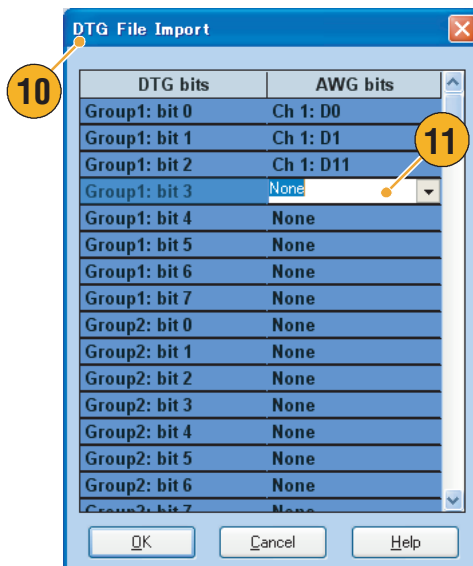 DTG File Import
10
DTG bits AWG bits
Group1: bit 0 Ch 1: D0
Group1: bit 1 Ch 1: D1
11
Group1: bit 2 Ch 1: D11
Group1: bit 3 None
Group1: bit 4 None
Group1: bit 5 None
Group1: bit 6 None
Group1: bit 7 None
Group2: bit 0 None
Group2: bit 1 None
Group2: bit 2 None
Group2: bit 3 None
Group2: bit 4 None
Group2: bit 5 None
Group2: bit 6 None
Group2: bit 7 None
OK Cancel Help